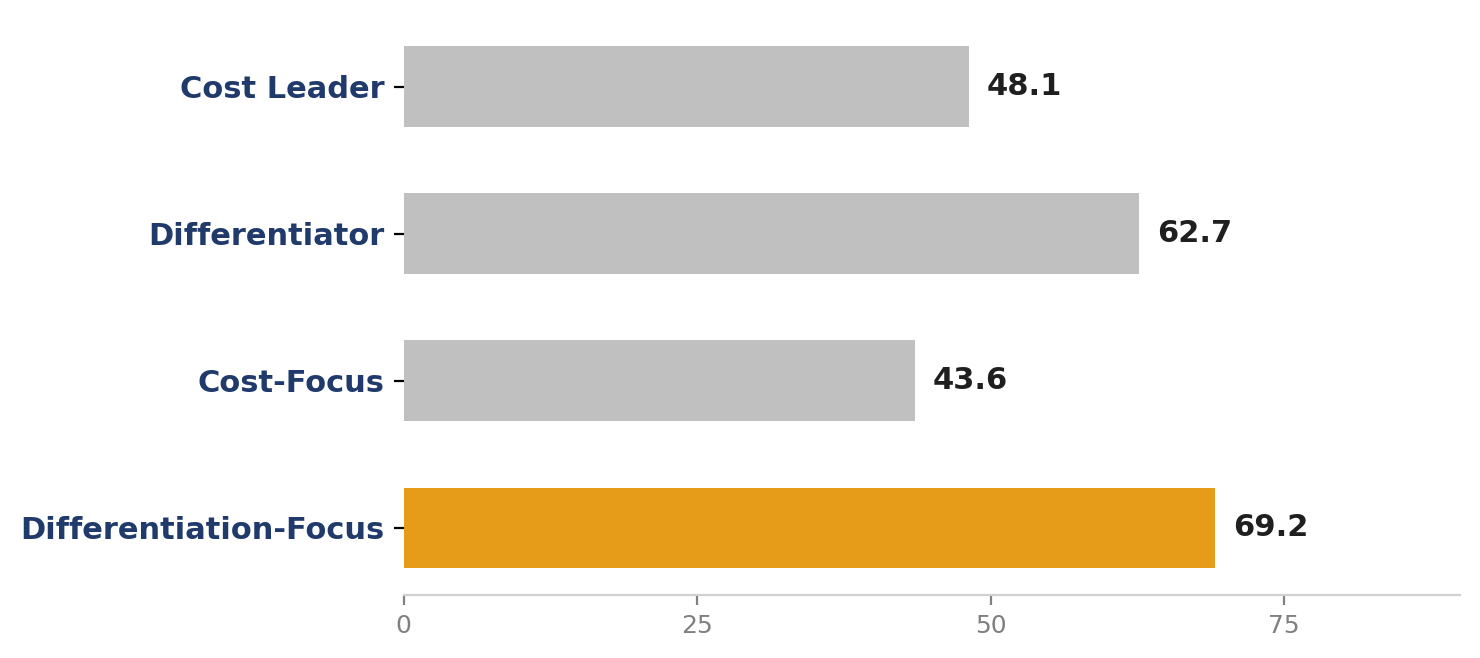 Cost Leader 48.1
Differentiator 62.7
Cost-Focus 43.6
Differentiation-Focus 69.2
0 25 50 75